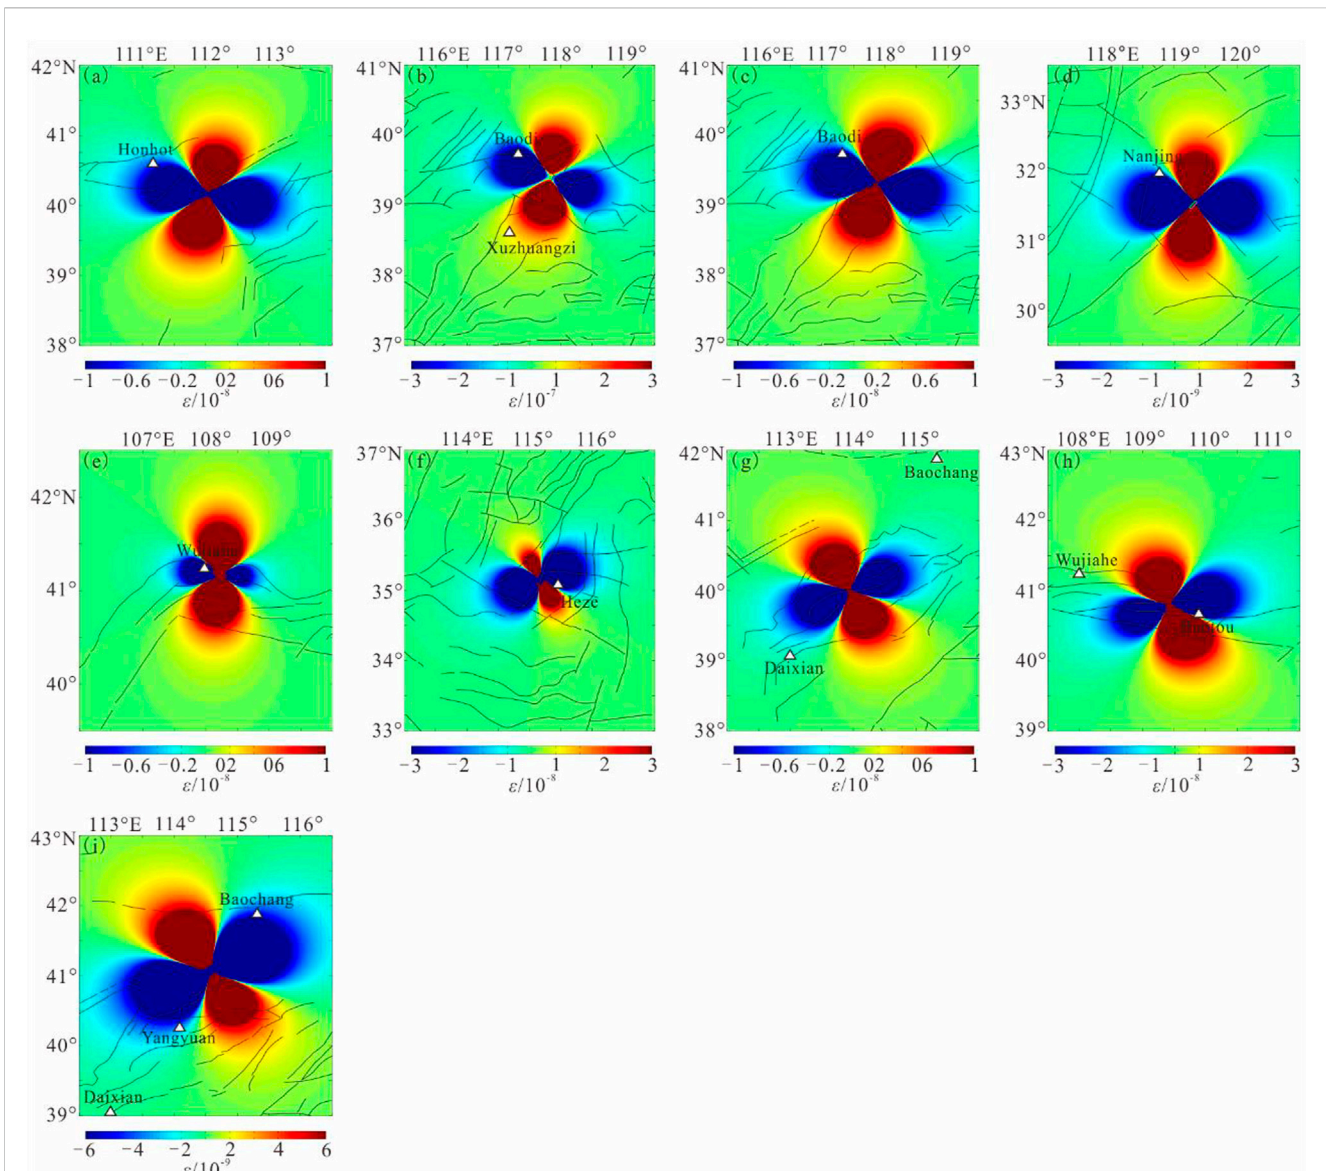 111°E 112° 113°
116°E 117° 118° 119°
116°E 117° 118° 119°
118°E 119° 120°
42°N (a) Honhot 41° 40° 39° 38°
41°N (b) Baodi 40° 39° Xuzhuangzi 38° 37°
41°N (c) Baodi 40° 39° 38° 37°
(d) 33°N Nanjing 32° 31° 30°
−1 −0.6 −0.2 02 06 1
ε/10⁻⁸
−3 −2 −1 1 2 3
ε/10⁻⁷
−1 −0.6 −0.2 0.2 0.6 1
ε/10⁻⁸
−3 −2 −1 1 2 3
ε/10⁻⁹
107°E 108° 109°
114°E 115° 116°
113°E 114° 115°
108°E 109° 110° 111°
(e) 42°N 41° 40°
37°N (f) 36° 35° Heze 34° 33°
42°N (g) Baochang 41° 40° 39° Daixian 38°
43°N (h) 42° Wujiahe 41° 40° 39°
−1 −0.6 −0.2 02 06 1
ε/10⁻⁸
−3 −2 −1 1 2 3
ε/10⁻⁸
−1 −0.6 −0.2 02 06 1
ε/10⁻⁸
−3 −2 −1 1 2 3
ε/10⁻⁸
113°E 114° 115° 116°
43°N (i) Baochang 42° 41° Yangyuan 40° Daixian 39°
−6 −4 −2 2 4 6
ε/10⁻⁹